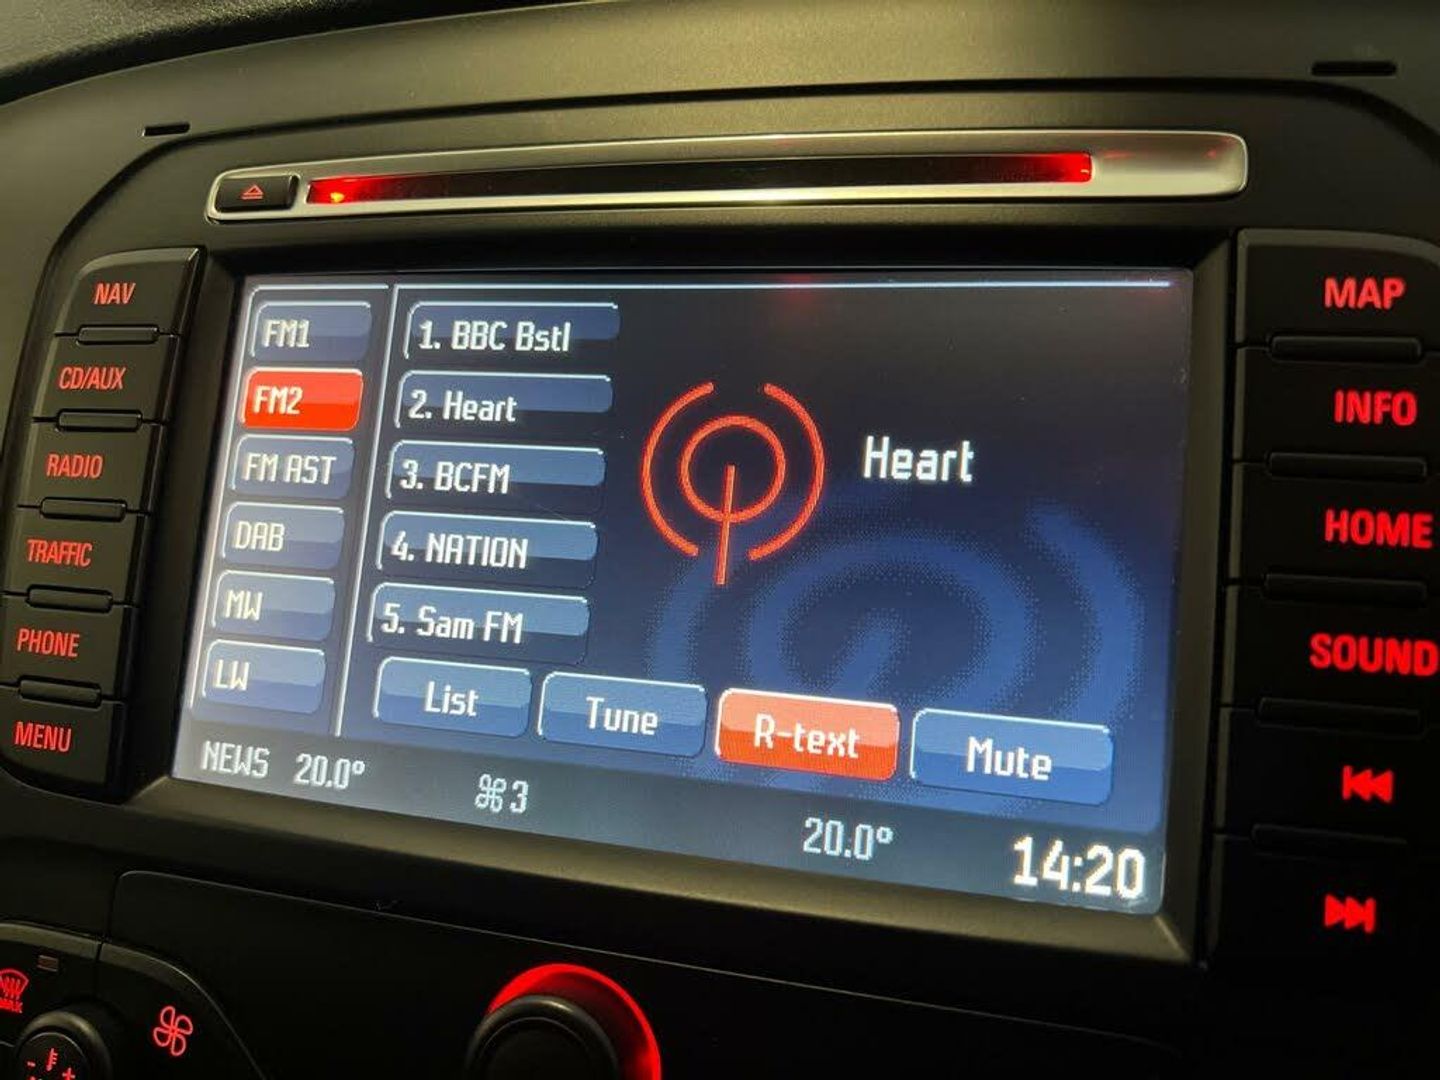 NAV
CD/AUX
RADIO
TRAFFIC
PHONE
MENU
FM1
FM2
FM AST
DAB
MW
LW
1. BBC Bstl
2. Heart
3. BCFM
4. NATION
5. Sam FM
Heart
List
Tune
R-text
Mute
NEWS 20.0° 3 20.0° 14:20
MAP
INFO
HOME
SOUND